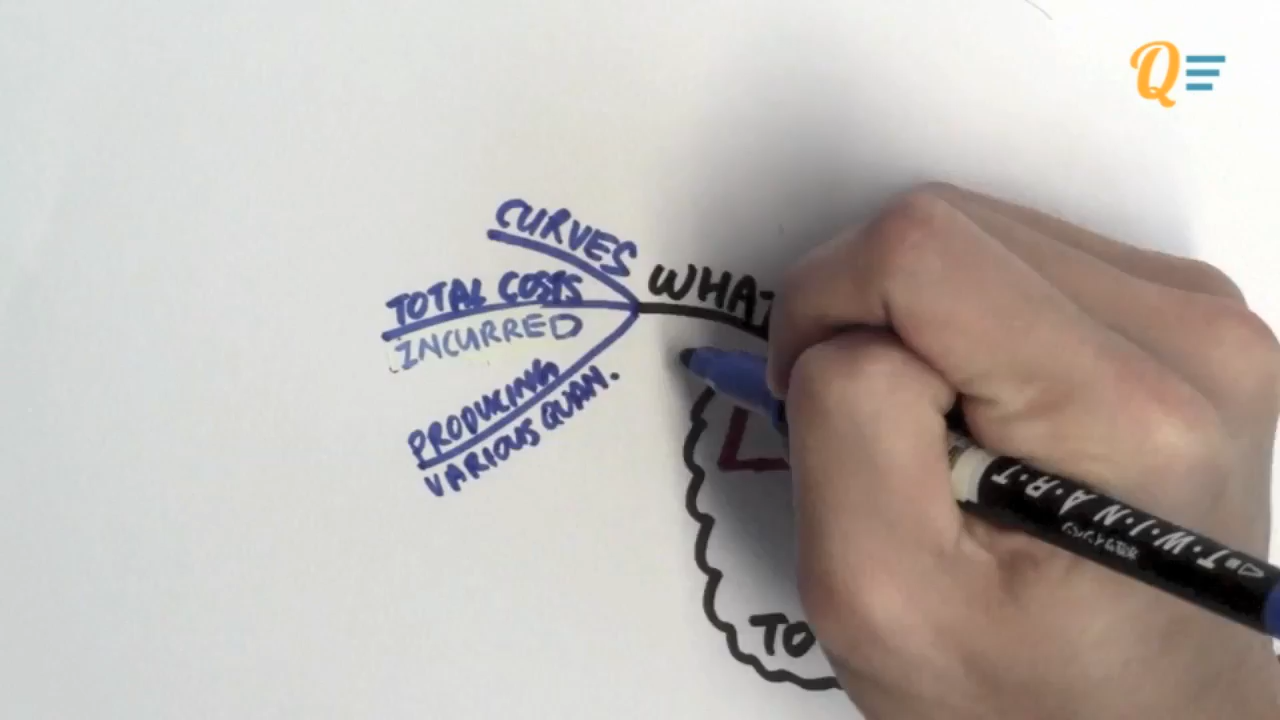 CURVES
TOTAL COSTS
INCURRED
PRODUCING
VARIOUS QUAN.
WHAT
TO
T·W·I·N A·R·T